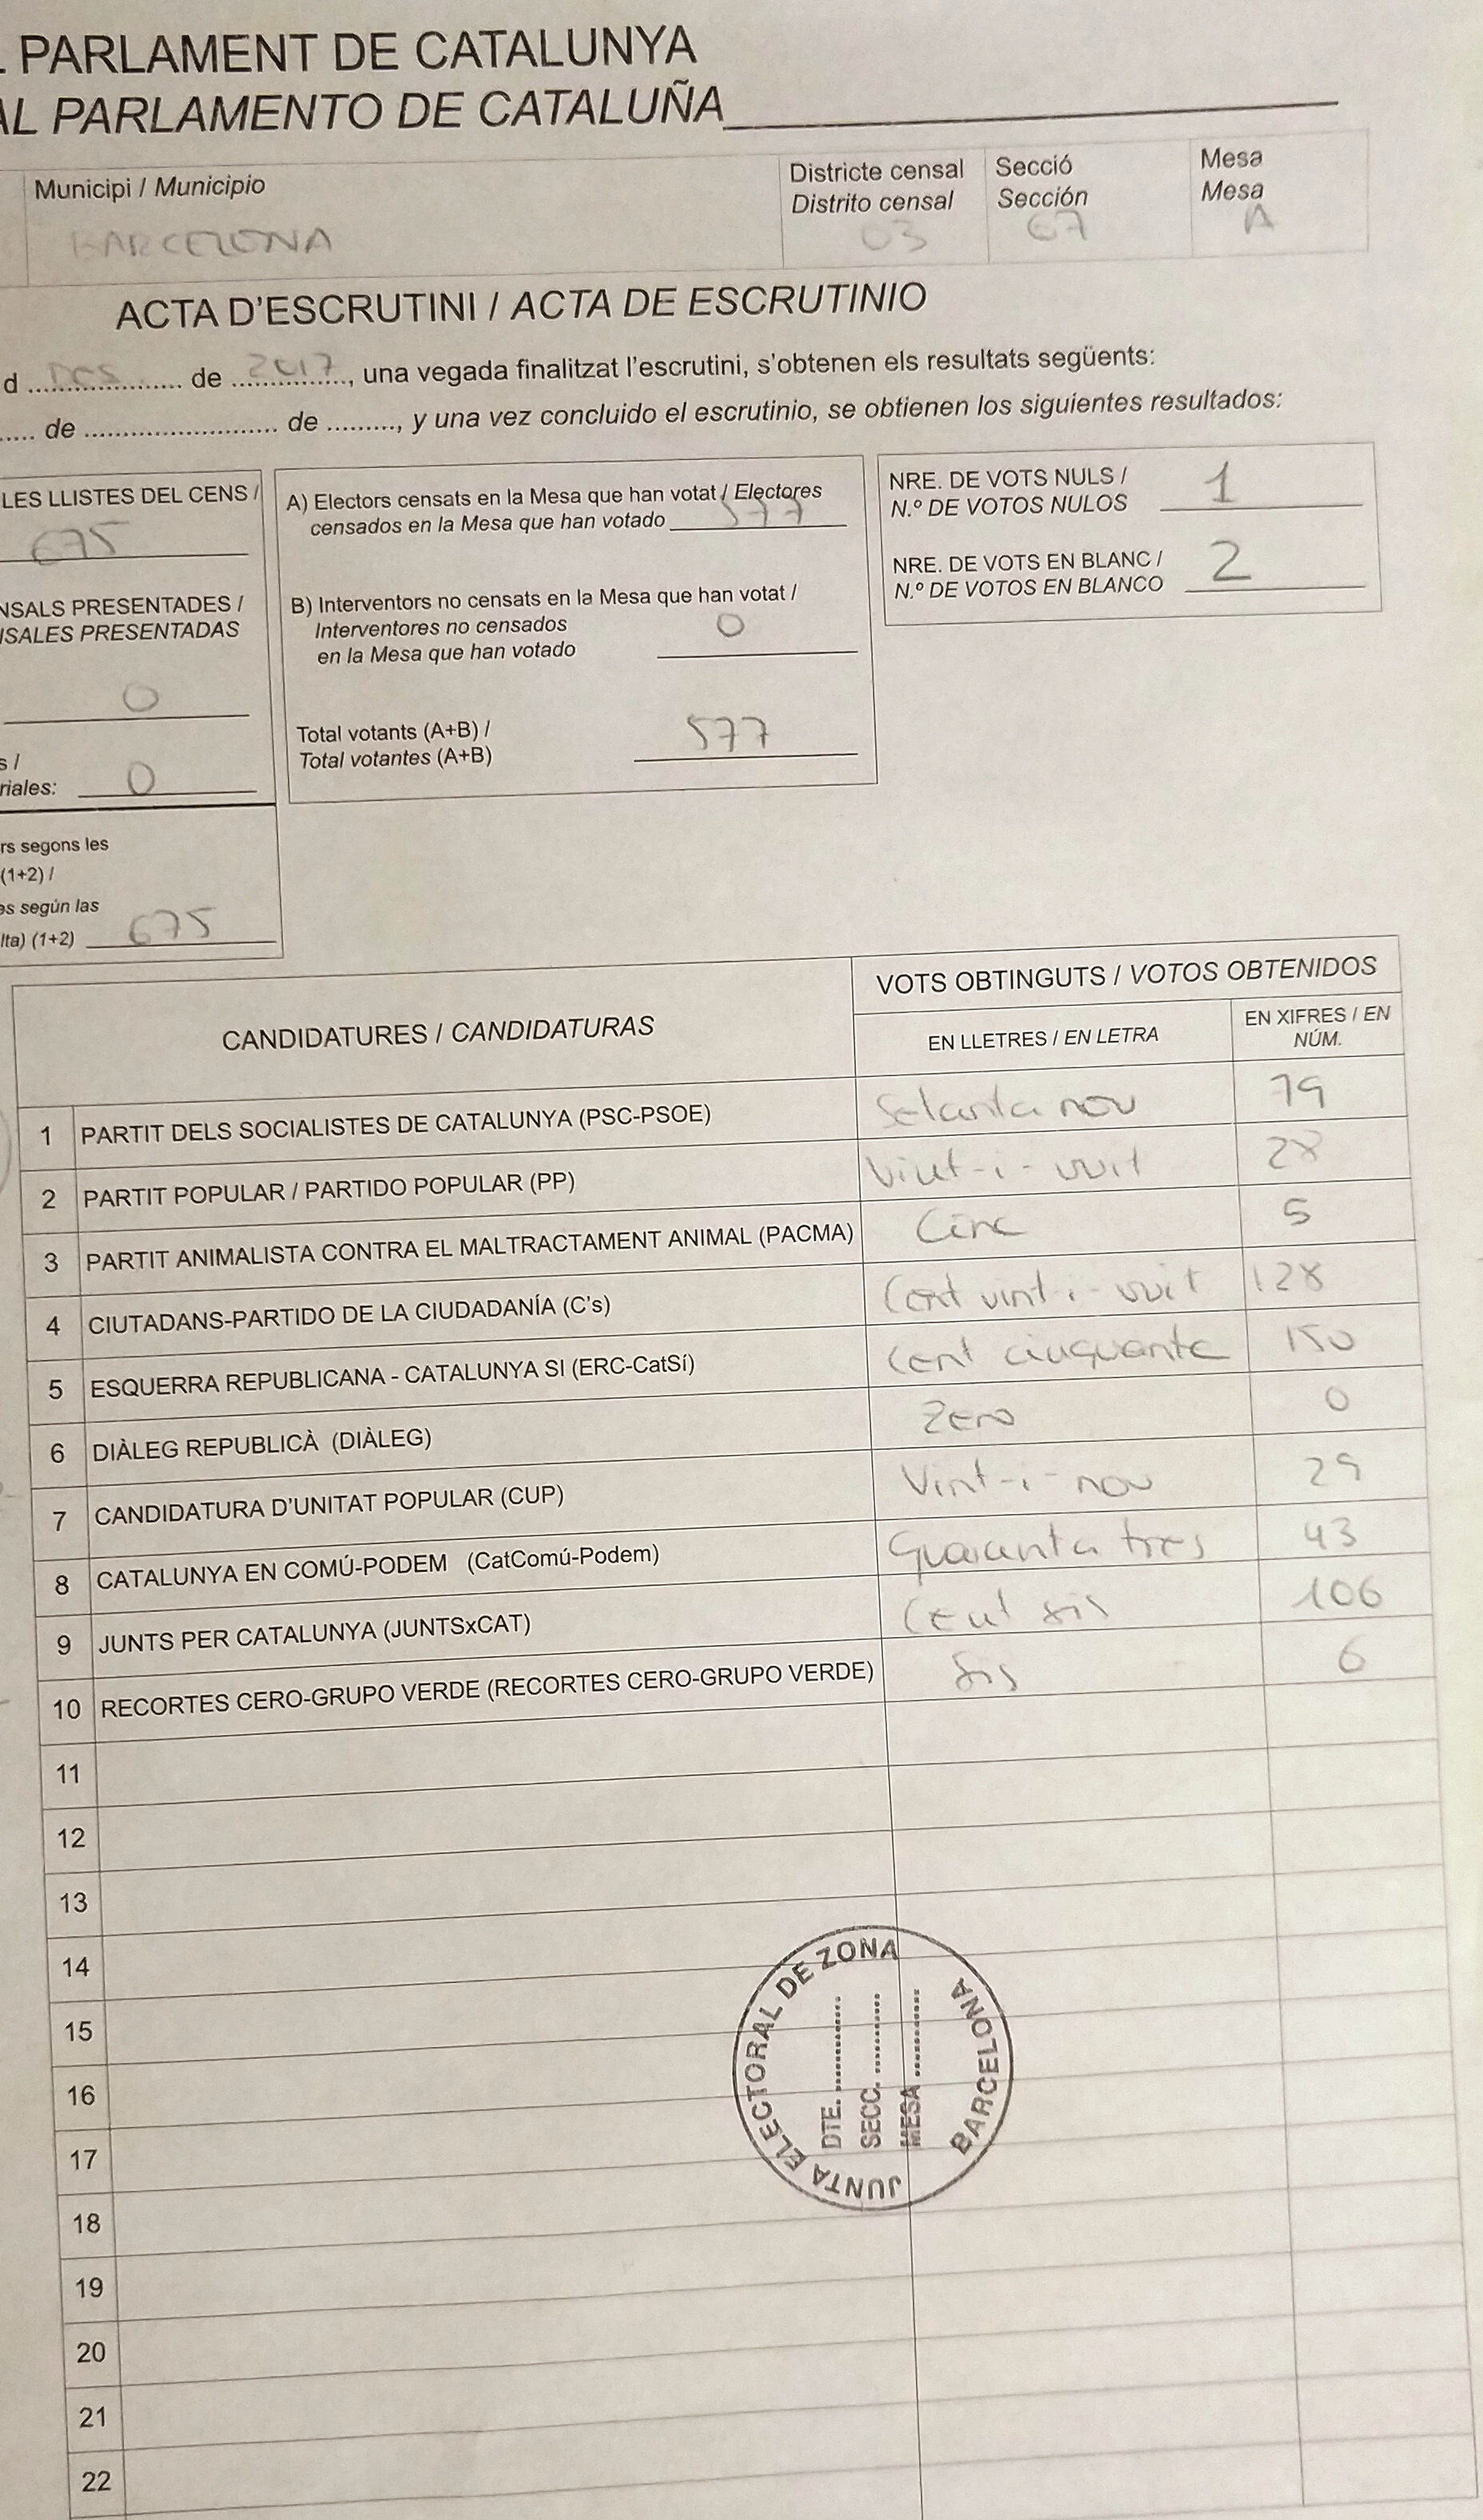 L PARLAMENT DE CATALUNYA
AL PARLAMENTO DE CATALUÑA
Municipi / Municipio
BARCELONA
Districte censal
Distrito censal
03
Secció
Sección
67
Mesa
Mesa
A
ACTA D'ESCRUTINI / ACTA DE ESCRUTINIO
d ..... DES ..... de ..... 2017 ....., una vegada finalitzat l'escrutini, s'obtenen els resultats següents:
..... de ..... de ....., y una vez concluido el escrutinio, se obtienen los siguientes resultados:
LES LLISTES DEL CENS /
675
NSALS PRESENTADES /
NSALES PRESENTADAS
0
s /
riales: 0
rs segons les
(1+2) /
es según las
lta) (1+2) 675
A) Electors censats en la Mesa que han votat / Electores
censados en la Mesa que han votado 577
B) Interventors no censats en la Mesa que han votat /
Interventores no censados
en la Mesa que han votado 0
Total votants (A+B) /
Total votantes (A+B) 577
NRE. DE VOTS NULS /
N.º DE VOTOS NULOS 1
NRE. DE VOTS EN BLANC /
N.º DE VOTOS EN BLANCO 2
CANDIDATURES / CANDIDATURAS
VOTS OBTINGUTS / VOTOS OBTENIDOS
EN LLETRES / EN LETRA
EN XIFRES / EN
NÚM.
1 PARTIT DELS SOCIALISTES DE CATALUNYA (PSC-PSOE) Setanta nou 79
2 PARTIT POPULAR / PARTIDO POPULAR (PP) Vint-i-vuit 28
3 PARTIT ANIMALISTA CONTRA EL MALTRACTAMENT ANIMAL (PACMA) Cinc 5
4 CIUTADANS-PARTIDO DE LA CIUDADANÍA (C's) Cent vint-i-vuit 128
5 ESQUERRA REPUBLICANA - CATALUNYA SI (ERC-CatSí) Cent cinquanta 150
6 DIÀLEG REPUBLICÀ (DIÀLEG) Zero 0
7 CANDIDATURA D'UNITAT POPULAR (CUP) Vint-i-nou 29
8 CATALUNYA EN COMÚ-PODEM (CatComú-Podem) Quaranta tres 43
9 JUNTS PER CATALUNYA (JUNTSxCAT) Cent sis 106
10 RECORTES CERO-GRUPO VERDE (RECORTES CERO-GRUPO VERDE) Sis 6
11
12
13
14
15
16
17
18
19
20
21
22
JUNTA ELECTORAL DE ZONA
BARCELONA
DTE. ............
SECC. ............
MESA ............